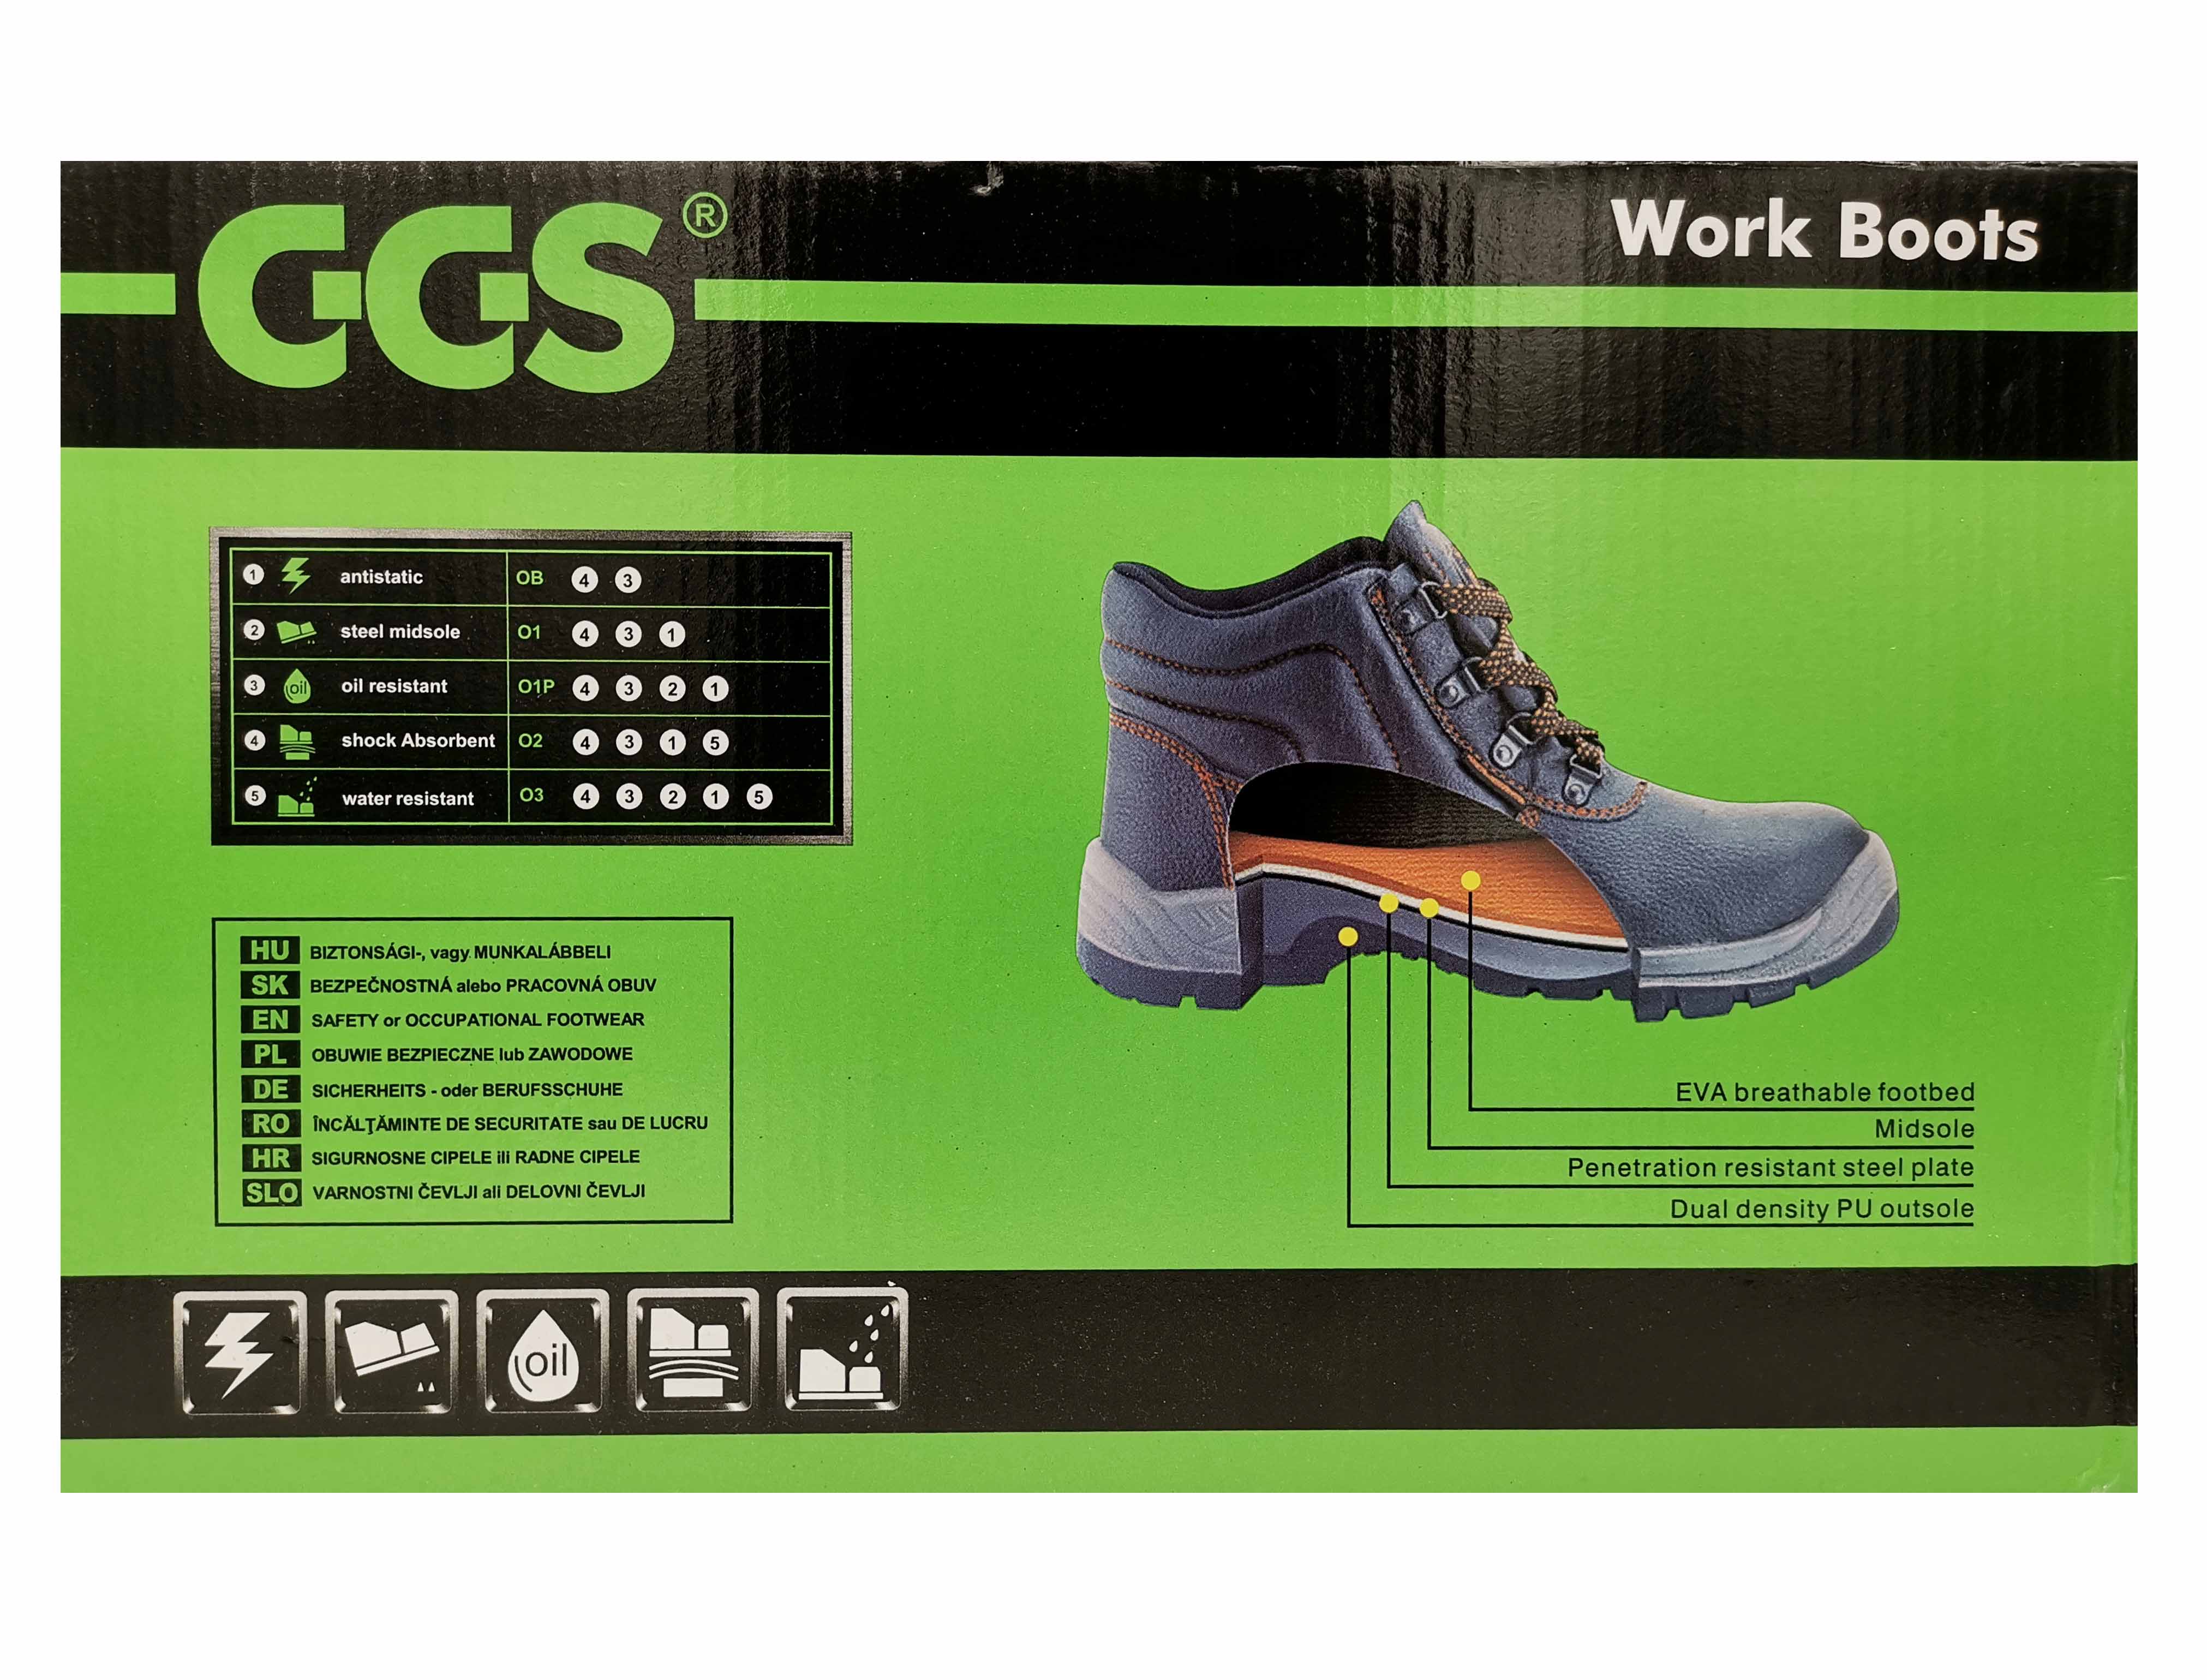 GGS®
Work Boots
1 antistatic OB 4 3
2 steel midsole O1 4 3 1
3 oil oil resistant O1P 4 3 2 1
4 shock Absorbent O2 4 3 1 5
5 water resistant O3 4 3 2 1 5
HU BIZTONSÁGI-, vagy MUNKALÁBBELI
SK BEZPEČNOSTNÁ alebo PRACOVNÁ OBUV
EN SAFETY or OCCUPATIONAL FOOTWEAR
PL OBUWIE BEZPIECZNE lub ZAWODOWE
DE SICHERHEITS - oder BERUFSSCHUHE
RO ÎNCĂLŢĂMINTE DE SECURITATE sau DE LUCRU
HR SIGURNOSNE CIPELE ili RADNE CIPELE
SLO VARNOSTNI ČEVLJI ali DELOVNI ČEVLJI
EVA breathable footbed
Midsole
Penetration resistant steel plate
Dual density PU outsole
oil